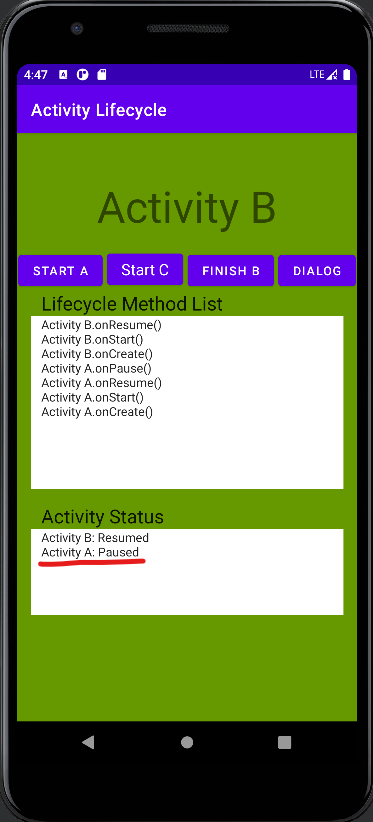 4:47
LTE
Activity Lifecycle
Activity B
START A
Start C
FINISH B
DIALOG
Lifecycle Method List
Activity B.onResume()
Activity B.onStart()
Activity B.onCreate()
Activity A.onPause()
Activity A.onResume()
Activity A.onStart()
Activity A.onCreate()
Activity Status
Activity B: Resumed
Activity A: Paused